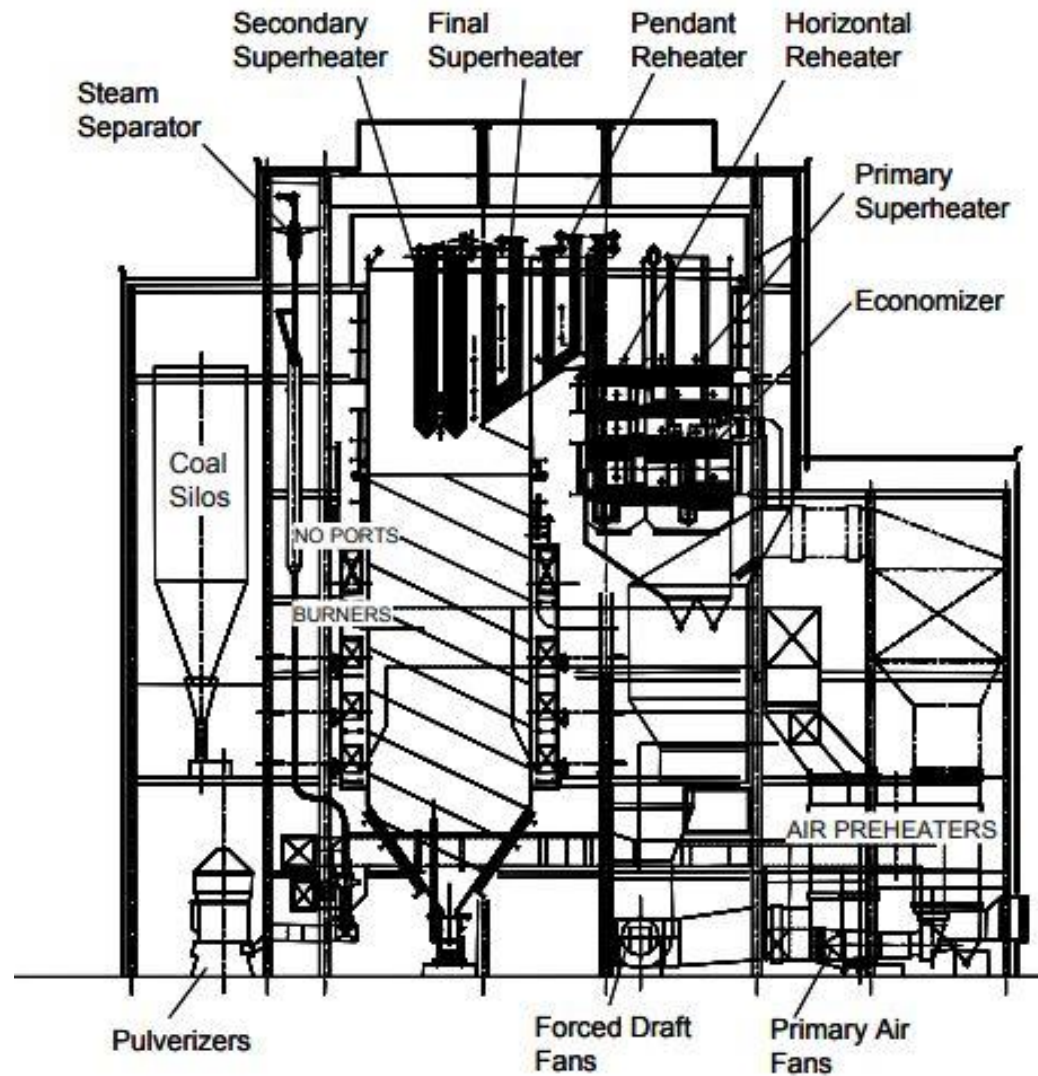 Secondary
Superheater
Final
Superheater
Pendant
Reheater
Horizontal
Reheater
Steam
Separator
Primary
Superheater
Economizer
Coal
Silos
NO PORTS
BURNERS
AIR PREHEATERS
Pulverizers
Forced Draft
Fans
Primary Air
Fans